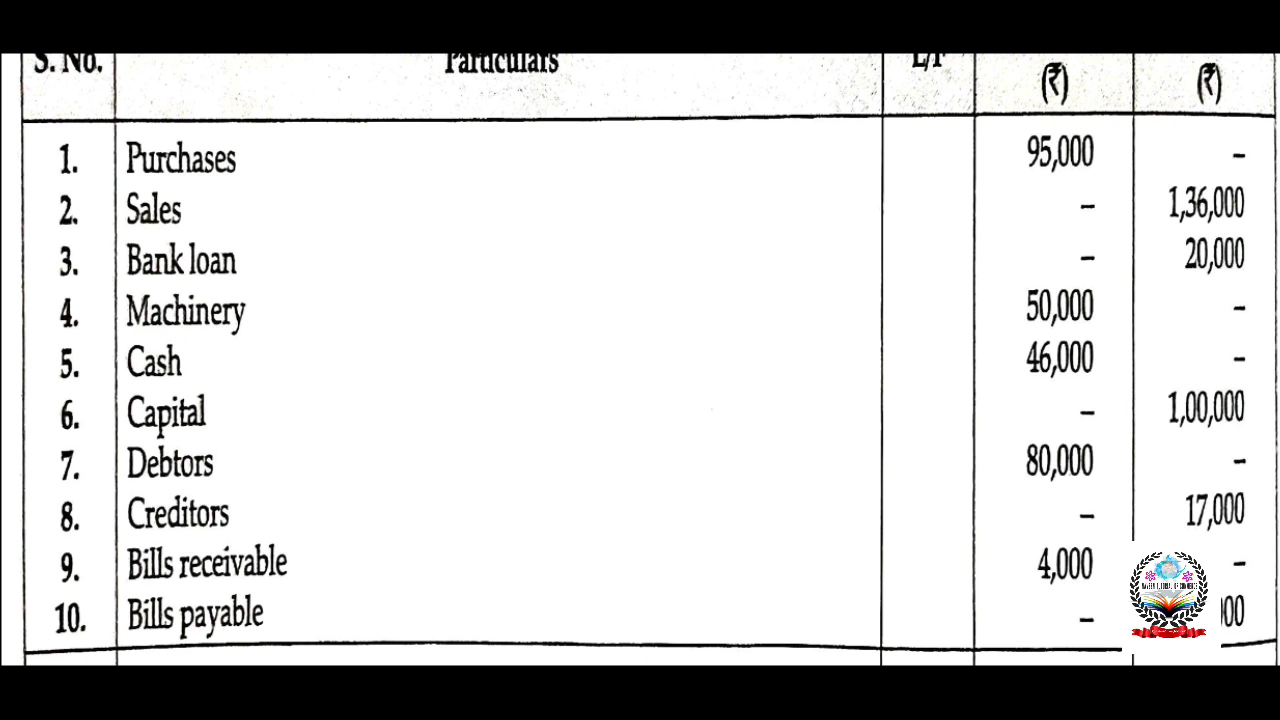 S. No. Particulars L/F (₹) (₹)
1. Purchases 95,000 –
2. Sales – 1,36,000
3. Bank loan – 20,000
4. Machinery 50,000 –
5. Cash 46,000 –
6. Capital – 1,00,000
7. Debtors 80,000 –
8. Creditors – 17,000
9. Bills receivable 4,000 –
10. Bills payable –